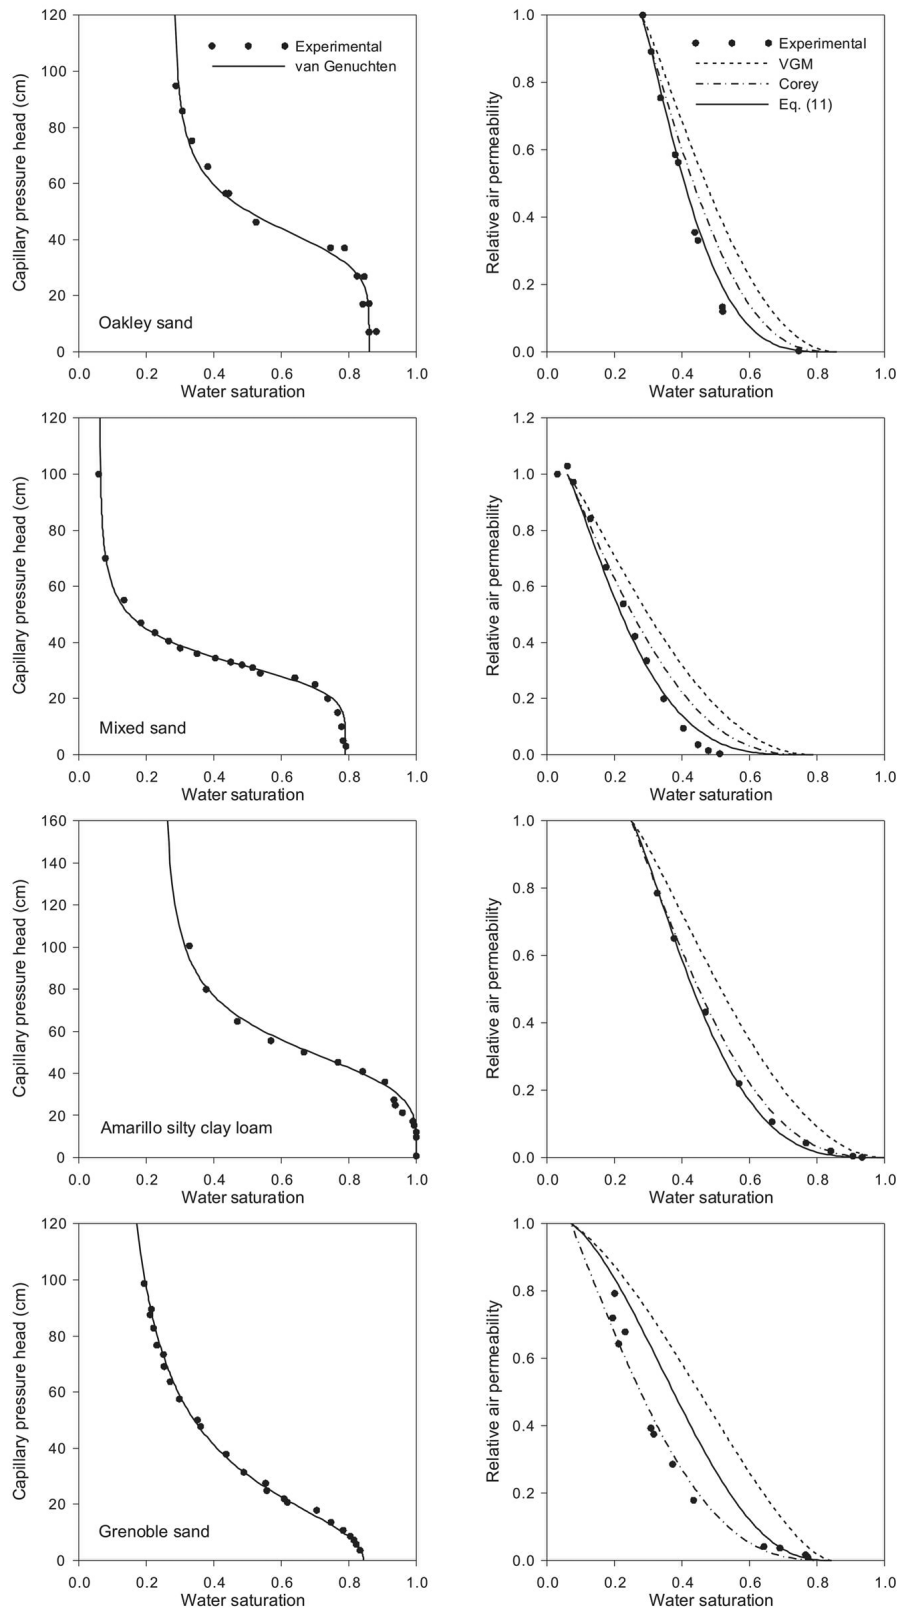 120
100
80
60
40
20
0
Capillary pressure head (cm)
Experimental
van Genuchten
Oakley sand
0.0 0.2 0.4 0.6 0.8 1.0
Water saturation
1.0
0.8
0.6
0.4
0.2
0.0
Relative air permeability
Experimental
VGM
Corey
Eq. (11)
0.0 0.2 0.4 0.6 0.8 1.0
Water saturation
120
100
80
60
40
20
0
Capillary pressure head (cm)
Mixed sand
0.0 0.2 0.4 0.6 0.8 1.0
Water saturation
1.2
1.0
0.8
0.6
0.4
0.2
0.0
Relative air permeability
0.0 0.2 0.4 0.6 0.8 1.0
Water saturation
160
140
120
100
80
60
40
20
0
Capillary pressure head (cm)
Amarillo silty clay loam
0.0 0.2 0.4 0.6 0.8 1.0
Water saturation
1.0
0.8
0.6
0.4
0.2
0.0
Relative air permeability
0.0 0.2 0.4 0.6 0.8 1.0
Water saturation
120
100
80
60
40
20
0
Capillary pressure head (cm)
Grenoble sand
0.0 0.2 0.4 0.6 0.8 1.0
Water saturation
1.0
0.8
0.6
0.4
0.2
0.0
Relative air permeability
0.0 0.2 0.4 0.6 0.8 1.0
Water saturation